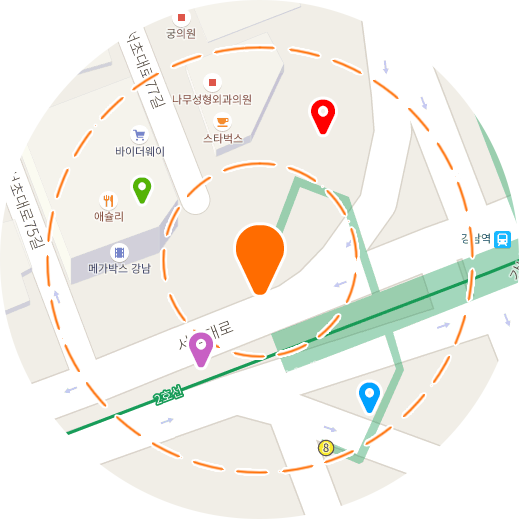 궁의원
서초대로77길
나무성형외과의원
스타벅스
바이더웨이
애슐리
서초대로75길
메가박스 강남
강남역
2호선
8